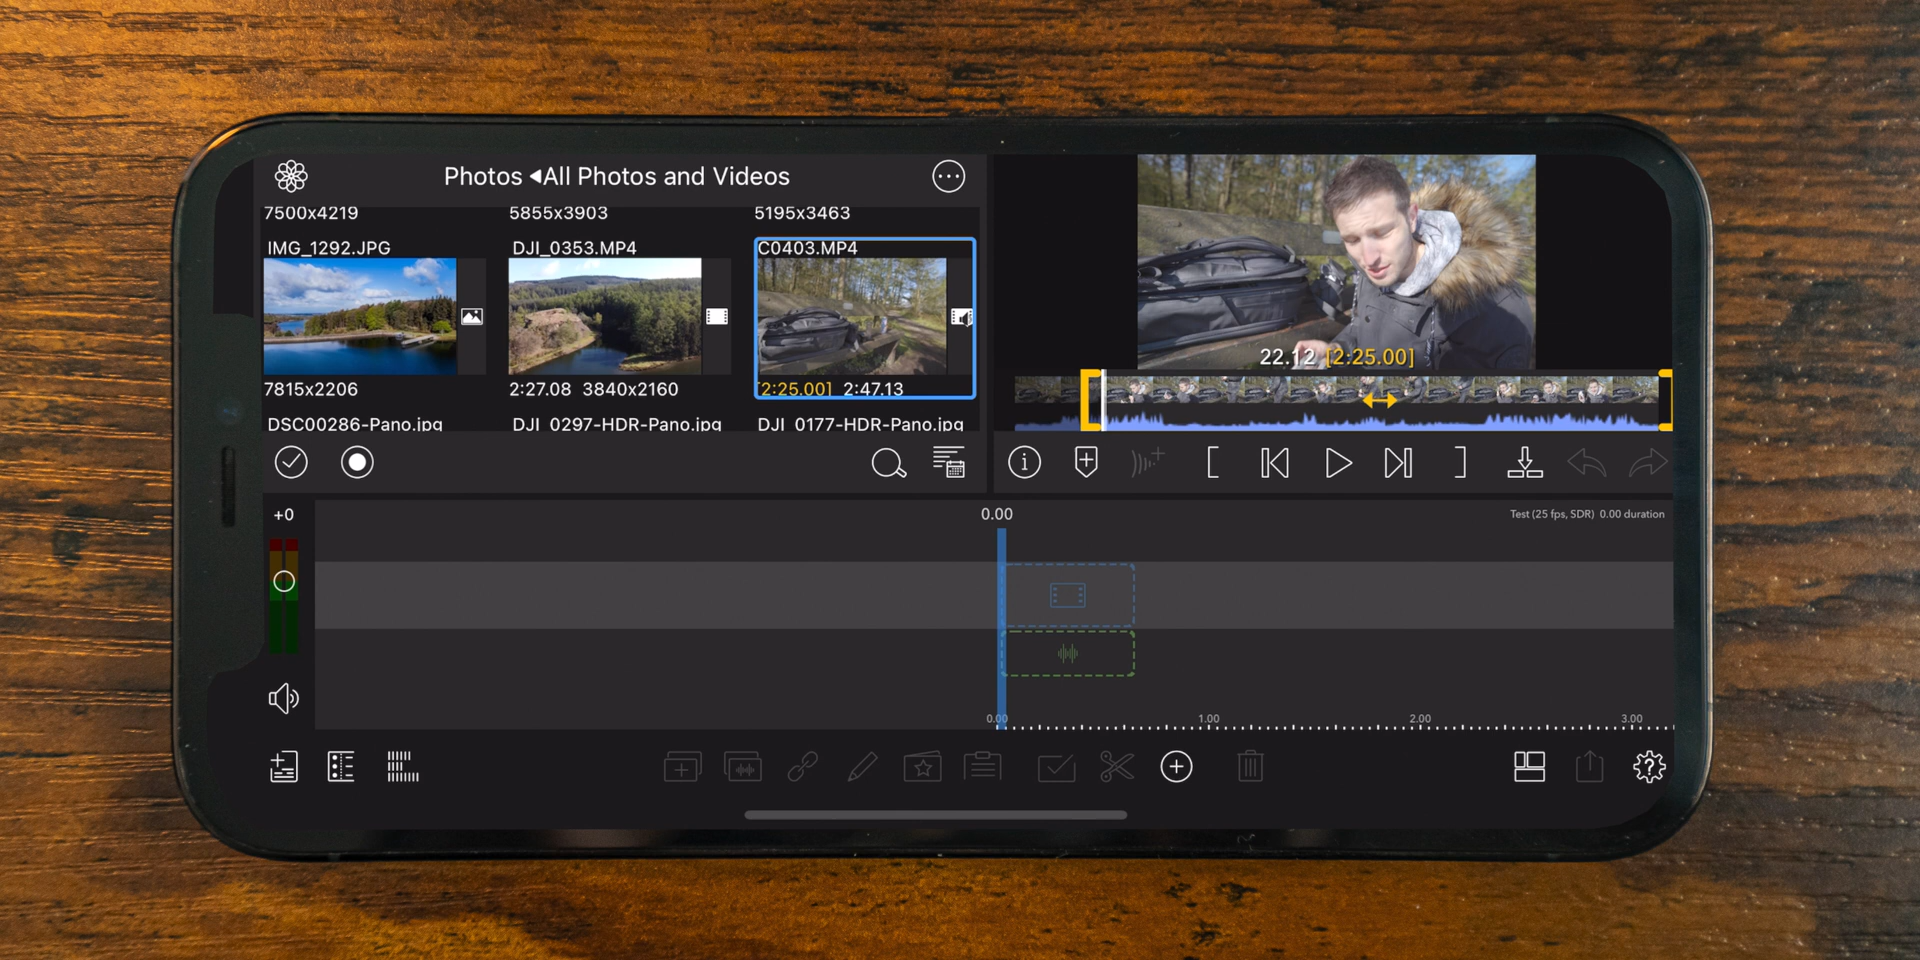 Photos ◂All Photos and Videos
7500x4219
5855x3903
5195x3463
IMG_1292.JPG
DJI_0353.MP4
C0403.MP4
22.12 [2:25.00]
7815x2206
2:27.08 3840x2160
[2:25.00] 2:47.13
DSC00286-Pano.jpg
DJI_0297-HDR-Pano.jpg
DJI_0177-HDR-Pano.jpg
+0
0.00
Test (25 fps, SDR) 0.00 duration
0.00
1.00
2.00
3.00